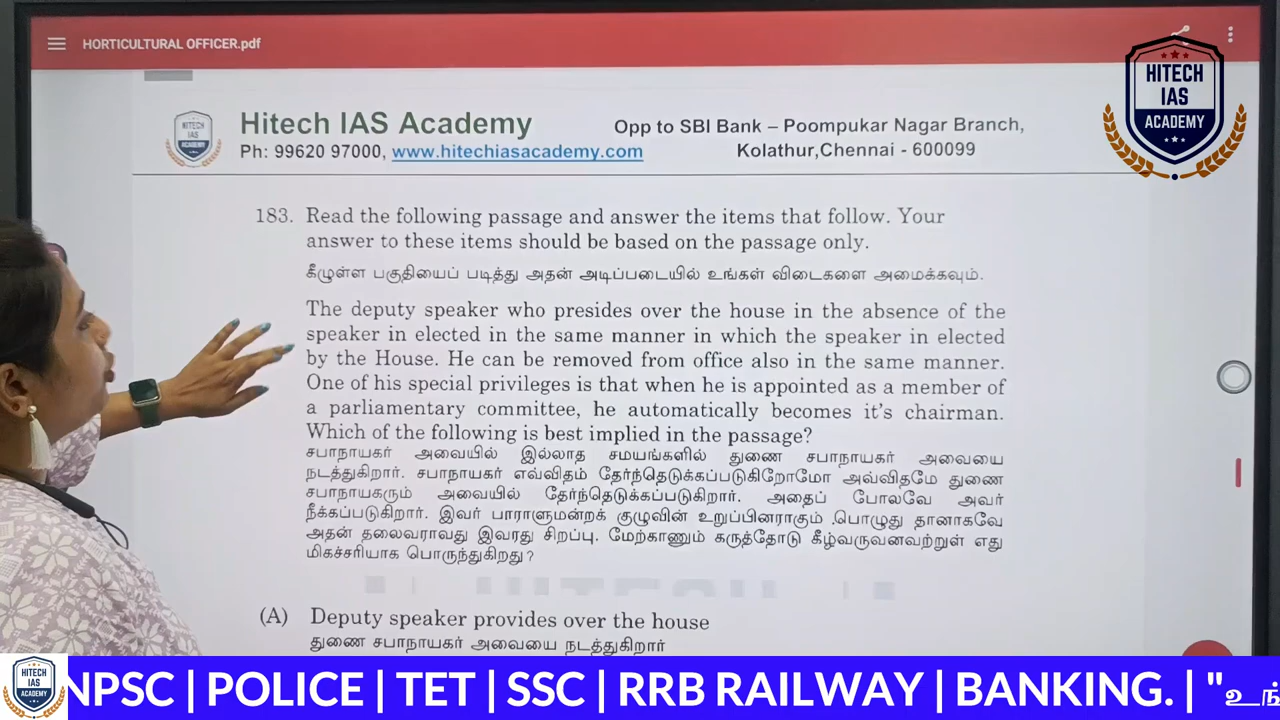 HORTICULTURAL OFFICER.pdf
HITECH
IAS
ACADEMY
HITECH
IAS
ACADEMY
Hitech IAS Academy
Ph: 99620 97000, www.hitechiasacademy.com
Opp to SBI Bank – Poompukar Nagar Branch,
Kolathur,Chennai - 600099
183. Read the following passage and answer the items that follow. Your
answer to these items should be based on the passage only.
கீழுள்ள பகுதியைப் படித்து அதன் அடிப்படையில் உங்கள் விடைகளை அமைக்கவும்.
The deputy speaker who presides over the house in the absence of the
speaker in elected in the same manner in which the speaker in elected
by the House. He can be removed from office also in the same manner.
One of his special privileges is that when he is appointed as a member of
a parliamentary committee, he automatically becomes it's chairman.
Which of the following is best implied in the passage?
சபாநாயகர் அவையில் இல்லாத சமயங்களில் துணை சபாநாயகர் அவையை
நடத்துகிறார். சபாநாயகர் எவ்விதம் தேர்ந்தெடுக்கப்படுகிறோமோ அவ்விதமே துணை
சபாநாயகரும் அவையில் தேர்ந்தெடுக்கப்படுகிறார். அதைப் போலவே அவர்
நீக்கப்படுகிறார். இவர் பாராளுமன்றக் குழுவின் உறுப்பினராகும் பொழுது தானாகவே
அதன் தலைவராவது இவரது சிறப்பு. மேற்காணும் கருத்தோடு கீழ்வருவனவற்றுள் எது
மிகச்சரியாக பொருந்துகிறது?
(A) Deputy speaker provides over the house
துணை சபாநாயகர் அவையை நடத்துகிறார்
HITECH
IAS
ACADEMY
NPSC | POLICE | TET | SSC | RRB RAILWAY | BANKING. | "உந்